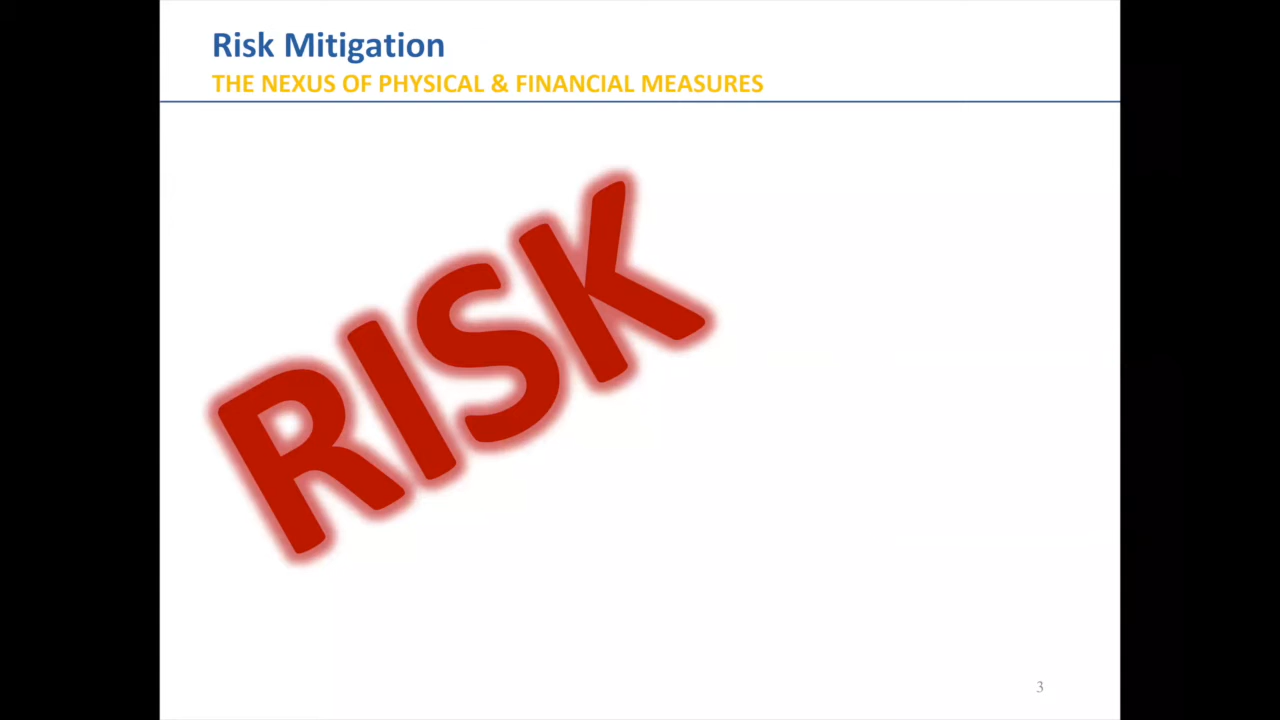 Risk Mitigation
THE NEXUS OF PHYSICAL & FINANCIAL MEASURES
RISK
3